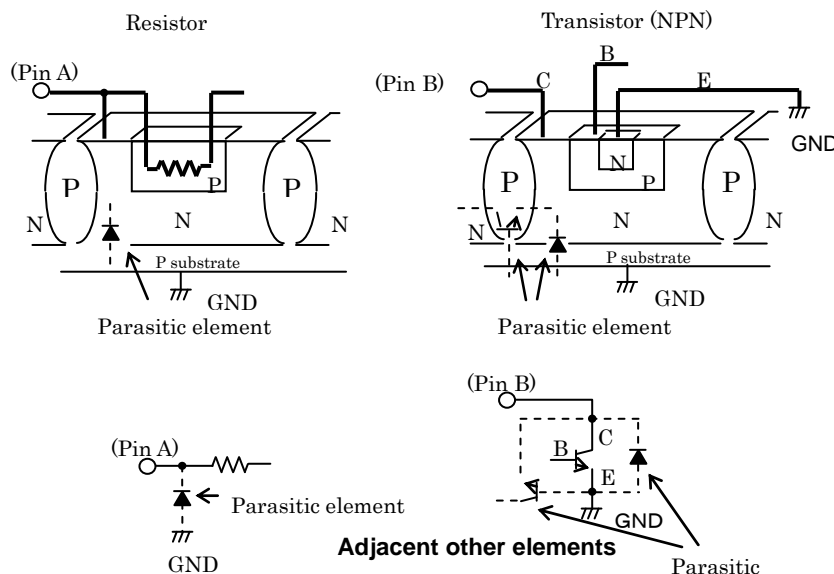 Resistor
Transistor (NPN)
(Pin A)
(Pin B)
C
B
E
GND
P
P
P
N
N
N
P substrate
GND
Parasitic element
P
N
P
P
N
N
N
P substrate
GND
Parasitic element
(Pin A)
Parasitic element
GND
(Pin B)
C
B
E
GND
Adjacent other elements
Parasitic